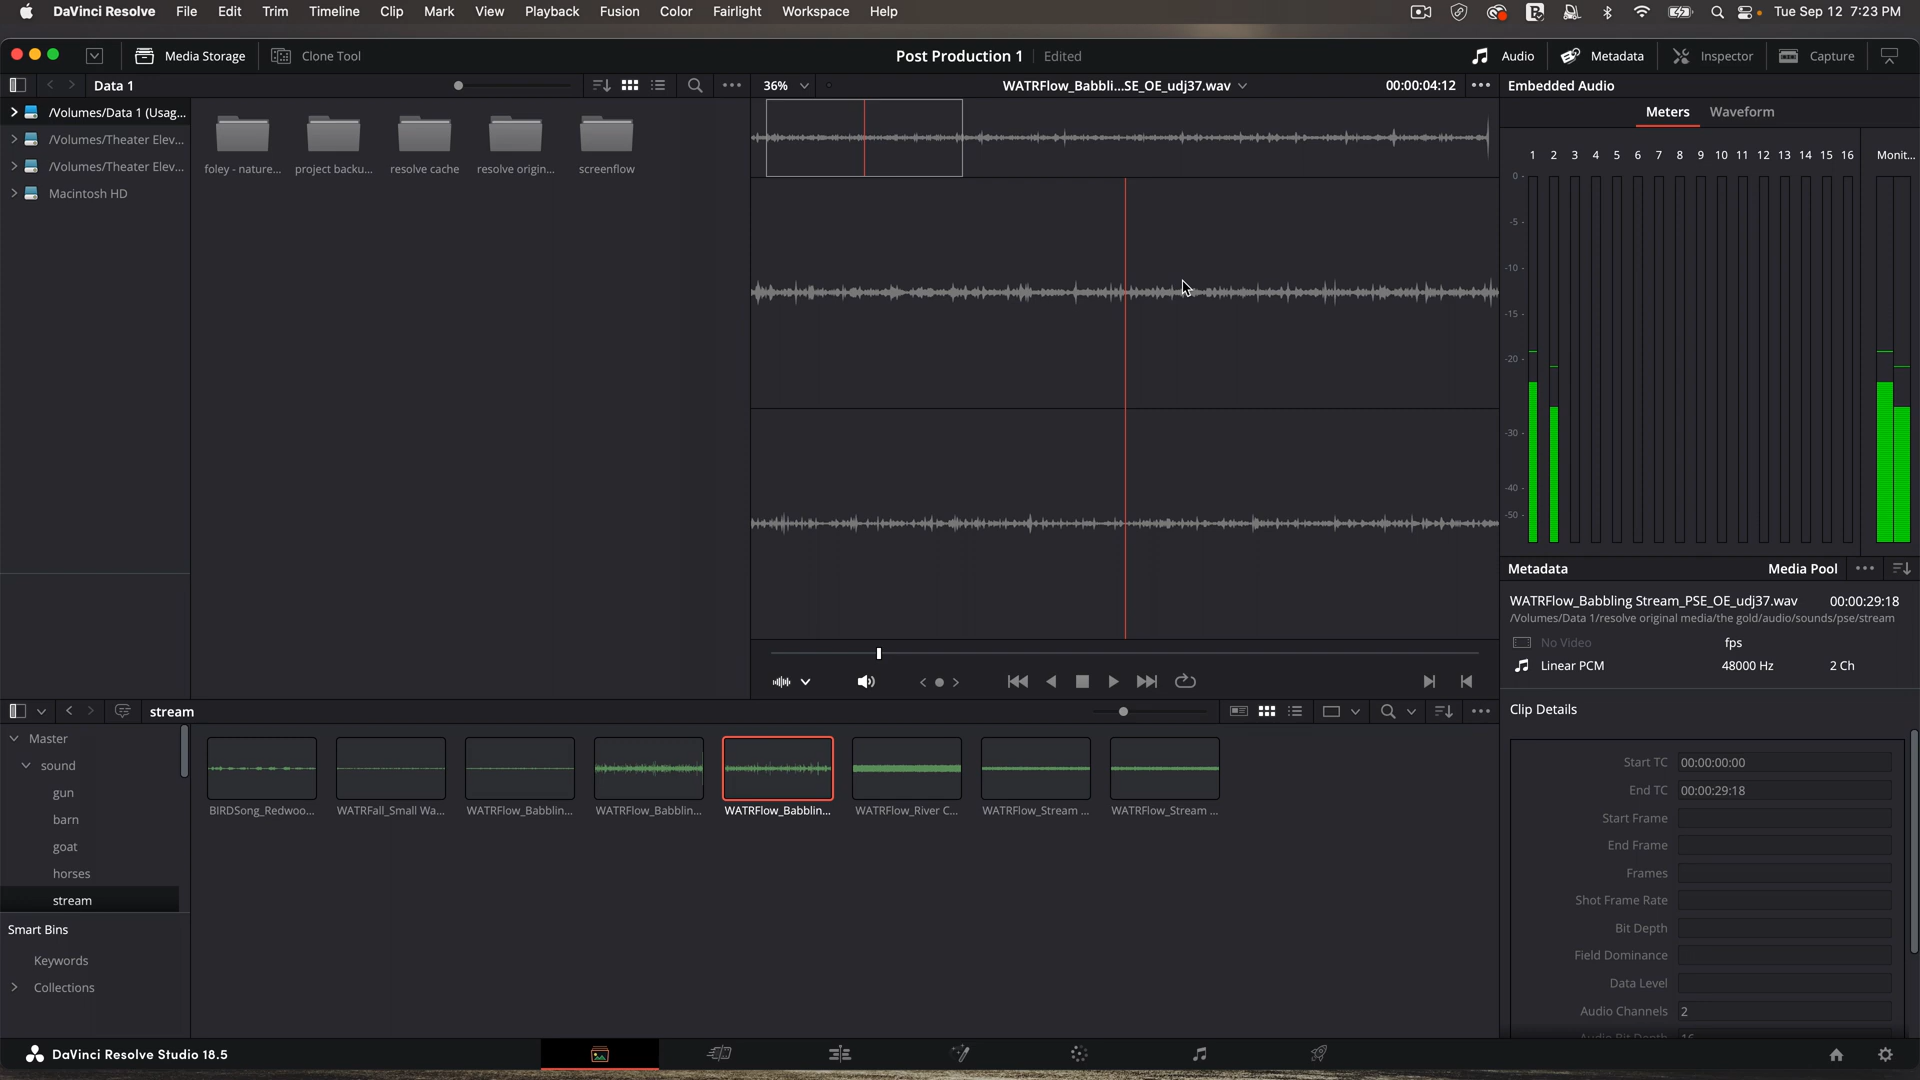 DaVinci Resolve File Edit Trim Timeline Clip Mark View Playback Fusion Color Fairlight Workspace Help Tue Sep 12 7:23 PM
Media Storage Clone Tool Post Production 1 Edited Audio Metadata Inspector Capture
Data 1 36% WATRFlow_Babbli...SE_OE_udj37.wav 00:00:04:12 Embedded Audio
/Volumes/Data 1 (Usag...
/Volumes/Theater Elev...
/Volumes/Theater Elev...
Macintosh HD
foley - nature... project backu... resolve cache resolve origin... screenflow
Meters Waveform
1 2 3 4 5 6 7 8 9 10 11 12 13 14 15 16 Monit...
0 -
-5 -
-10 -
-15 -
-20 -
-30 -
-40 -
-50 -
Metadata Media Pool
WATRFlow_Babbling Stream_PSE_OE_udj37.wav 00:00:29:18
/Volumes/Data 1/resolve original media/the gold/audio/sounds/pse/stream
No Video fps
Linear PCM 48000 Hz 2 Ch
Clip Details
Start TC 00:00:00:00
End TC 00:00:29:18
Start Frame
End Frame
Frames
Shot Frame Rate
Bit Depth
Field Dominance
Data Level
Audio Channels 2
Audio Bit Depth 16
stream
Master
sound
gun
barn
goat
horses
stream
Smart Bins
Keywords
Collections
BIRDSong_Redwoo... WATRFall_Small Wa... WATRFlow_Babblin... WATRFlow_Babblin... WATRFlow_Babblin... WATRFlow_River C... WATRFlow_Stream ... WATRFlow_Stream ...
DaVinci Resolve Studio 18.5